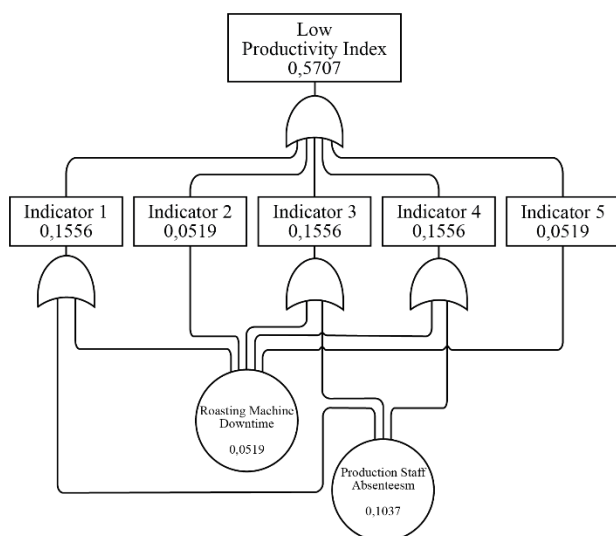 Low
Productivity Index
0,5707
Indicator 1
0,1556
Indicator 2
0,0519
Indicator 3
0,1556
Indicator 4
0,1556
Indicator 5
0,0519
Roasting Machine
Downtime
0,0519
Production Staff
Absenteesm
0,1037